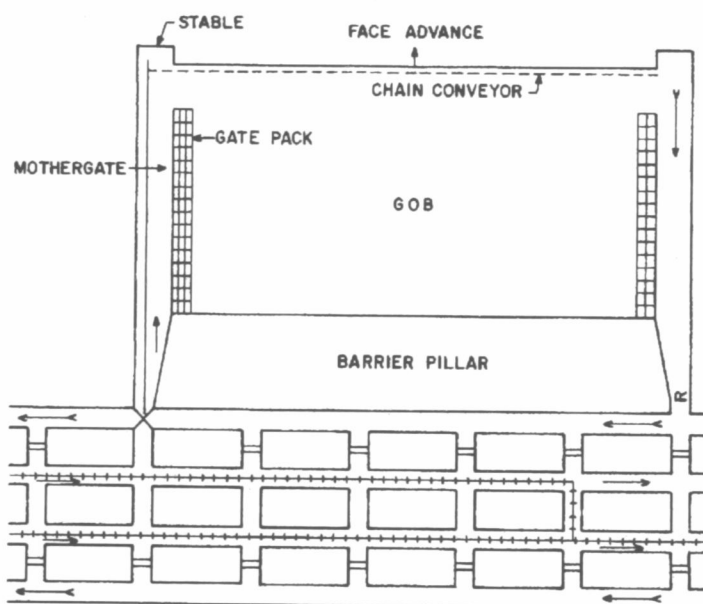 STABLE
FACE ADVANCE
CHAIN CONVEYOR
GATE PACK
MOTHERGATE
GOB
BARRIER PILLAR
R